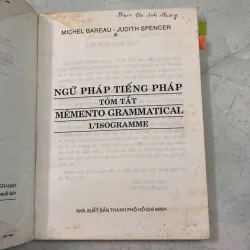 MICHEL BAREAU - JUDITH SPENCER
NGỮ PHÁP TIẾNG PHÁP
TÓM TẮT
MÉMENTO GRAMMATICAL
L'ISOGRAMME
NHÀ XUẤT BẢN THÀNH PHỐ HỒ CHÍ MINH